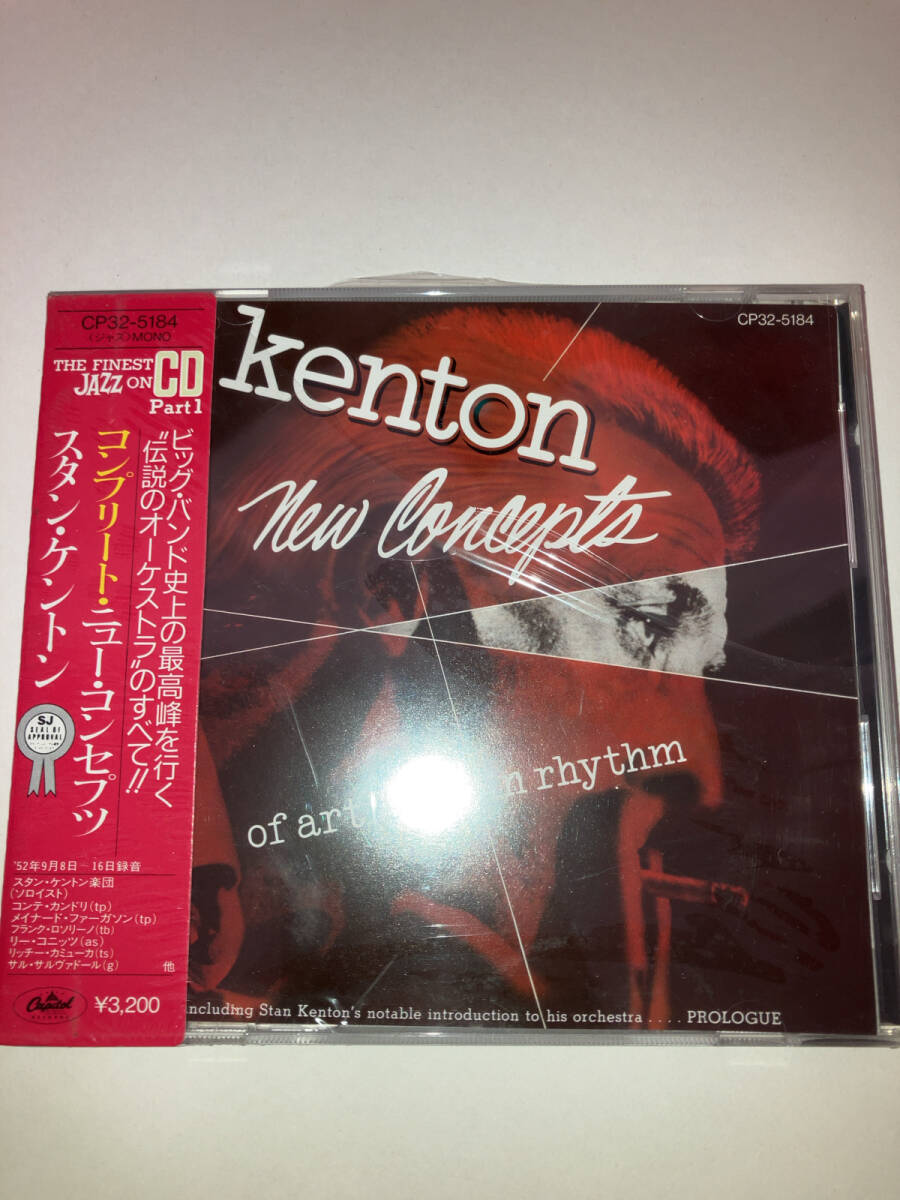 CP32-5184
(ジャズ)MONO
THE FINEST
JAZZ ON CD
Part 1
ビッグ・バンド史上の最高峰を行く
“伝説のオーケストラ”のすべて!!
コンプリート・ニュー・コンセプツ
スタン・ケントン
SJ
SEAL OF
APPROVAL
'52年9月8日-16日録音
スタン・ケントン楽団
(ソロイスト)
コンテ・カンドリ(tp)
メイナード・ファーガソン(tp)
フランク・ロソリーノ(tb)
リー・コニッツ(as)
リッチー・カミューカ(ts)
サル・サルヴァドール(g) 他
Capitol
RECORDS
¥3,200
CP32-5184
kenton
New Concepts
of rhythm
including Stan Kenton's notable introduction to his orchestra .... PROLOGUE